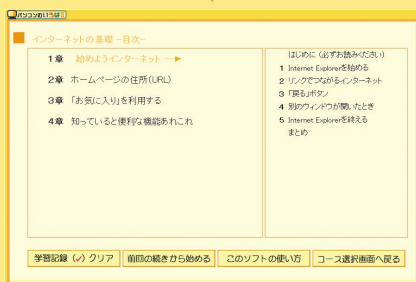 パソコンのいろは
インターネットの基礎 -目次-
1章 始めようインターネット
2章 ホームページの住所(URL)
3章 「お気に入り」を利用する
4章 知っていると便利な機能あれこれ
はじめに (必ずお読みください)
1 Internet Explorerを始める
2 リンクでつながるインターネット
3 「戻る」ボタン
4 別のウィンドウが開いたとき
5 Internet Explorerを終える
まとめ
学習記録 (✓) クリア
前回の続きから始める
このソフトの使い方
コース選択画面へ戻る